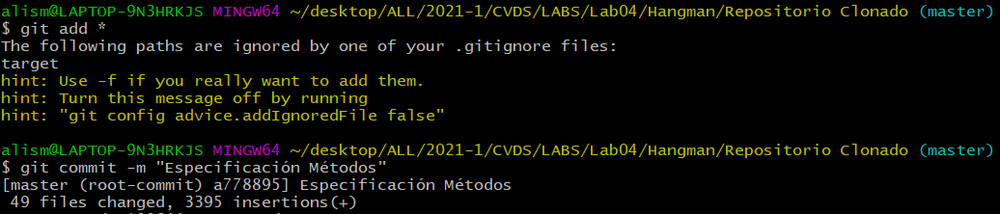 alism@LAPTOP-9N3HRKJS MINGW64 ~/desktop/ALL/2021-1/CVDS/LABS/Lab04/Hangman/Repositorio Clonado (master)
$ git add *
The following paths are ignored by one of your .gitignore files:
target
hint: Use -f if you really want to add them.
hint: Turn this message off by running
hint: "git config advice.addIgnoredFile false"
alism@LAPTOP-9N3HRKJS MINGW64 ~/desktop/ALL/2021-1/CVDS/LABS/Lab04/Hangman/Repositorio Clonado (master)
$ git commit -m "Especificación Métodos"
[master (root-commit) a778895] Especificación Métodos
49 files changed, 3395 insertions(+)